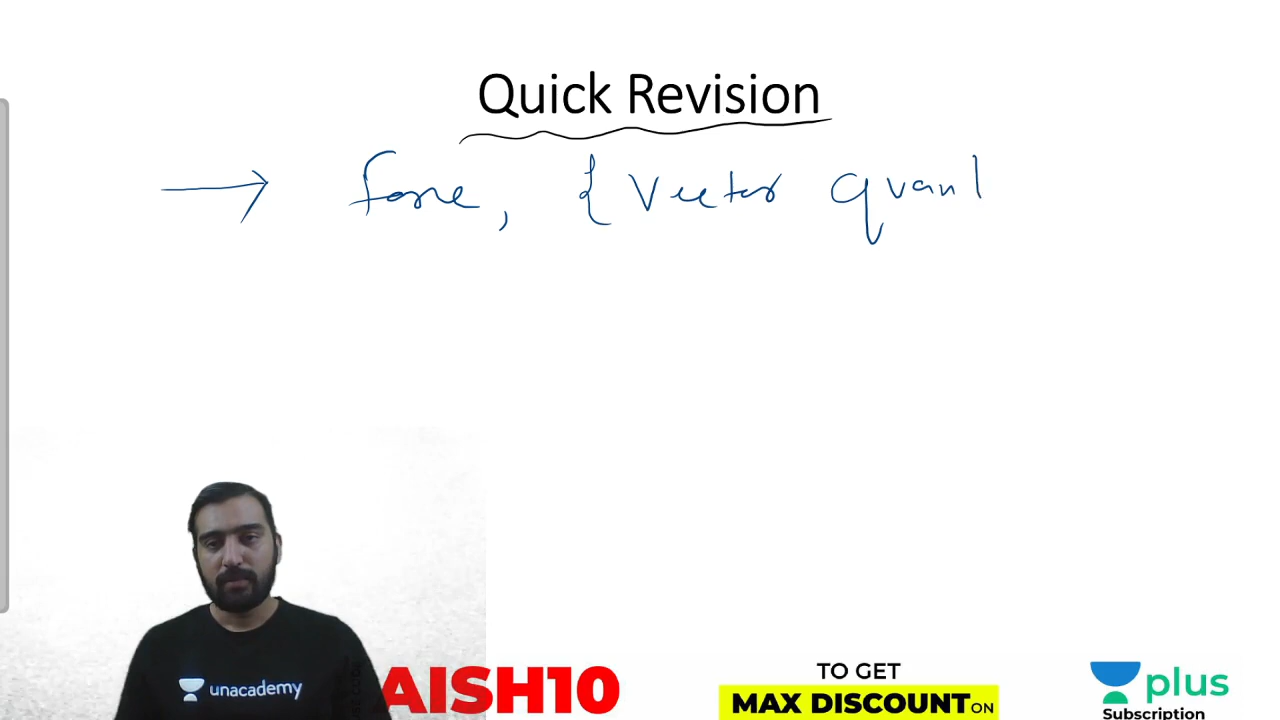 Quick Revision
→ force, { Vector quant
unacademy
AISH10
TO GET
MAX DISCOUNT ON
plus
Subscription